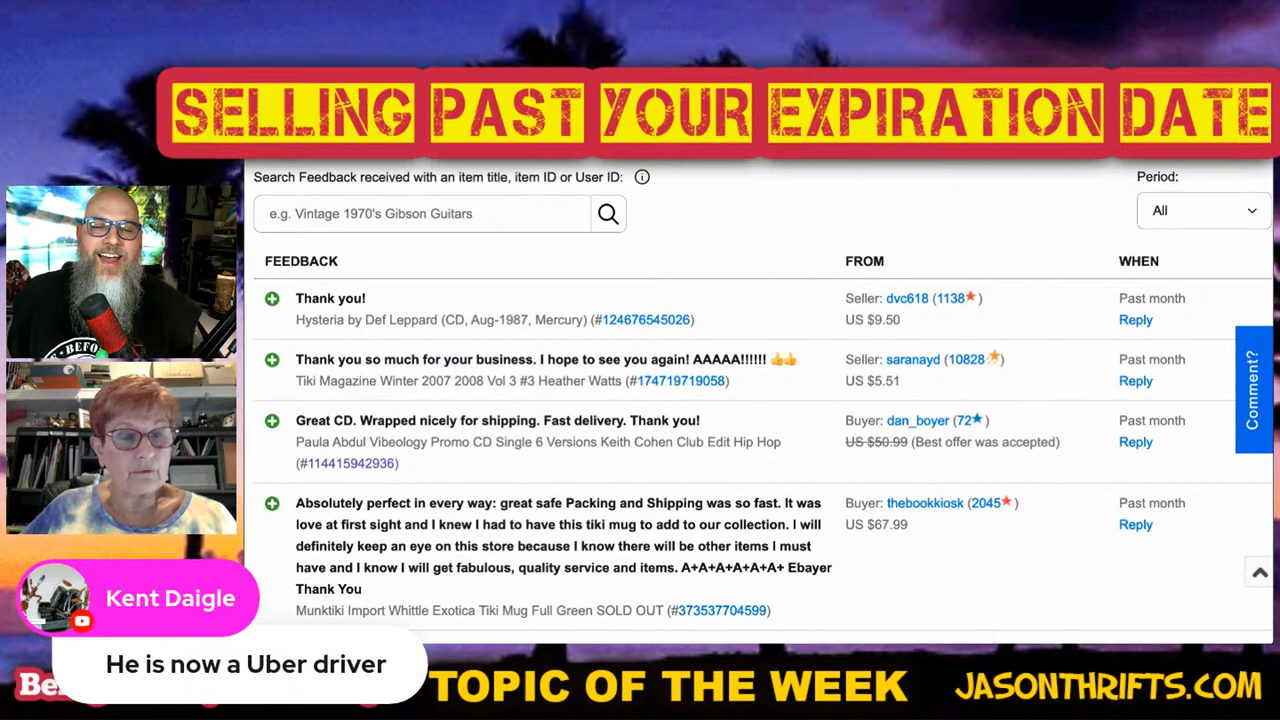 SELLING PAST YOUR EXPIRATION DATE
Search Feedback received with an item title, item ID or User ID:
Period:
e.g. Vintage 1970's Gibson Guitars
All
FEEDBACK FROM WHEN
Thank you! Seller: dvc618 (1138) Past month
Hysteria by Def Leppard (CD, Aug-1987, Mercury) (#124676545026) US $9.50 Reply
Thank you so much for your business. I hope to see you again! AAAAA!!!!!! 👍👍 Seller: saranayd (10828) Past month
Tiki Magazine Winter 2007 2008 Vol 3 #3 Heather Watts (#174719719058) US $5.51 Reply
Great CD. Wrapped nicely for shipping. Fast delivery. Thank you! Buyer: dan_boyer (72) Past month
Paula Abdul Vibeology Promo CD Single 6 Versions Keith Cohen Club Edit Hip Hop US $50.99 (Best offer was accepted) Reply
(#114415942936)
Absolutely perfect in every way: great safe Packing and Shipping was so fast. It was Buyer: thebookkiosk (2045) Past month
love at first sight and I knew I had to have this tiki mug to add to our collection. I will US $67.99 Reply
definitely keep an eye on this store because I know there will be other items I must
have and I know I will get fabulous, quality service and items. A+A+A+A+A+A+ Ebayer
Thank You
Munktiki Import Whittle Exotica Tiki Mug Full Green SOLD OUT (#373537704599)
Comment?
Kent Daigle
He is now a Uber driver
TOPIC OF THE WEEK
JASONTHRIFTS.COM